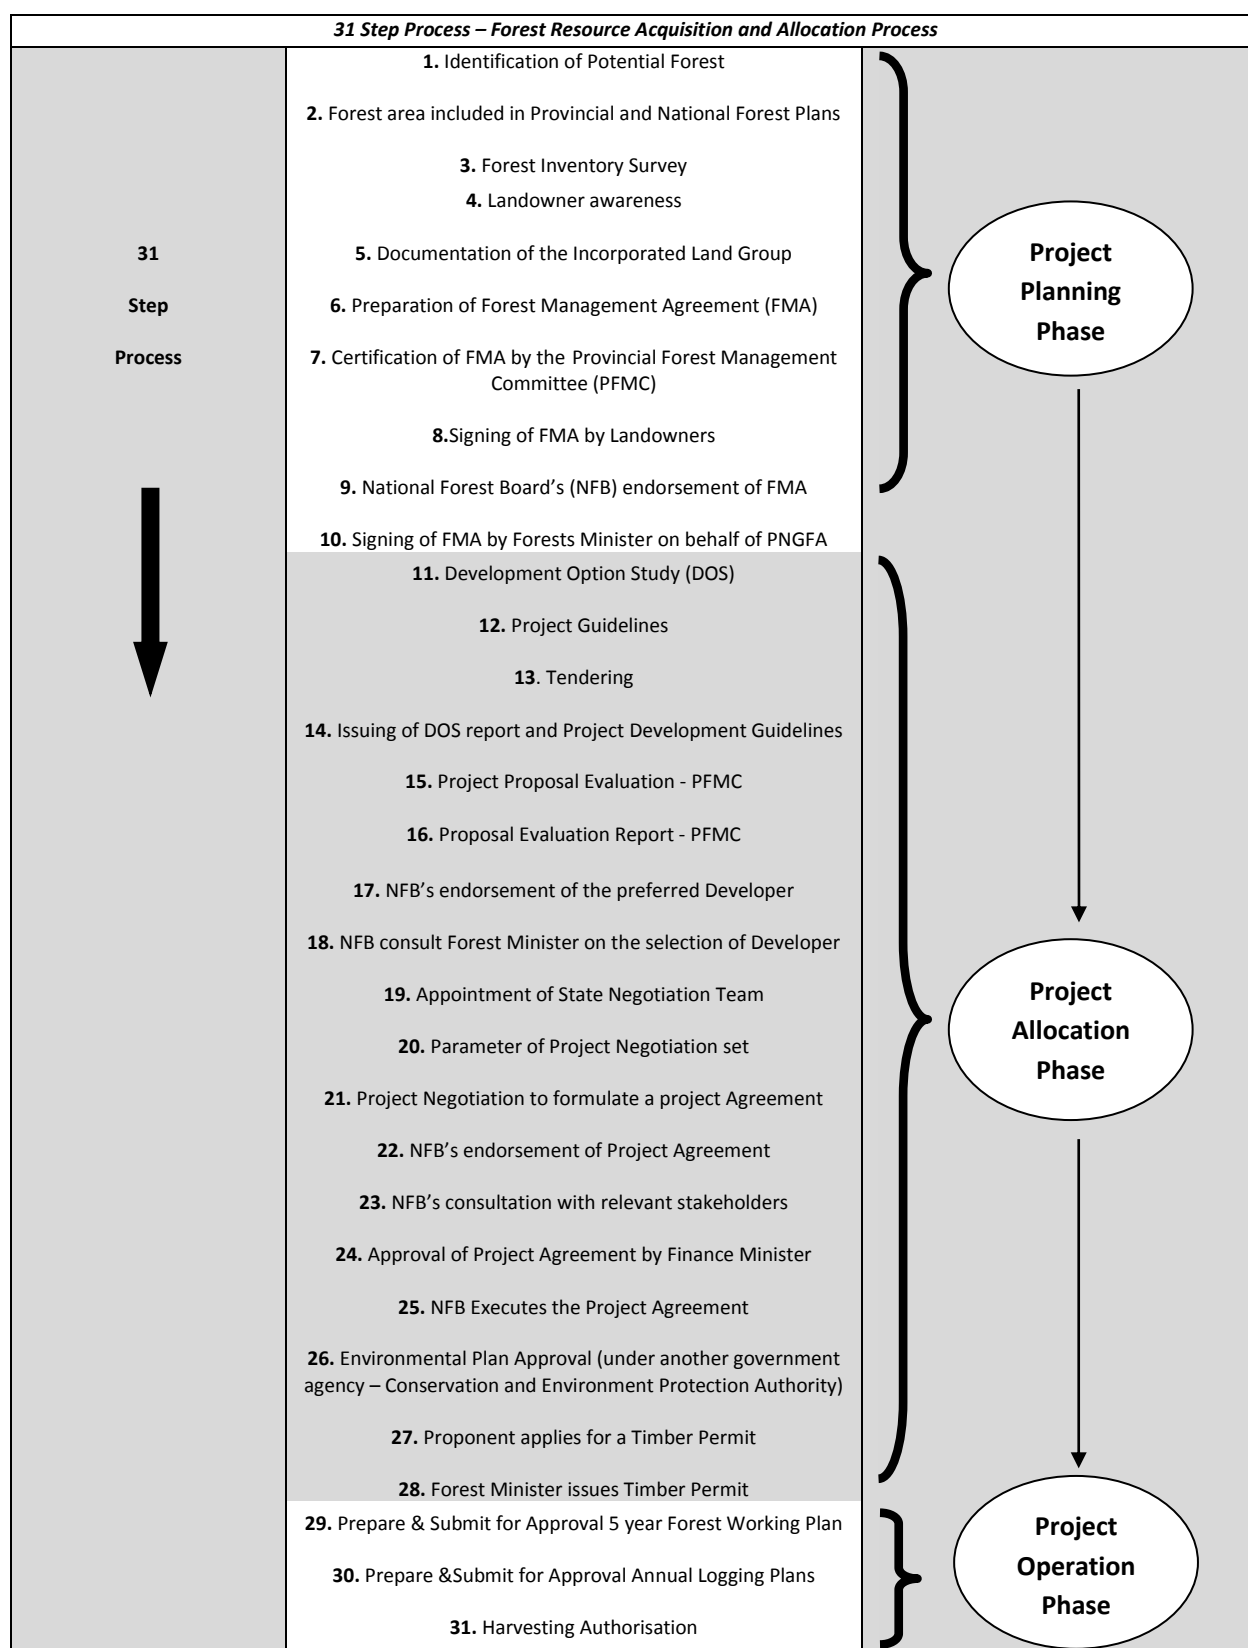 31 Step Process – Forest Resource Acquisition and Allocation Process
31
Step
Process
1. Identification of Potential Forest
2. Forest area included in Provincial and National Forest Plans
3. Forest Inventory Survey
4. Landowner awareness
5. Documentation of the Incorporated Land Group
6. Preparation of Forest Management Agreement (FMA)
7. Certification of FMA by the Provincial Forest Management
Committee (PFMC)
8.Signing of FMA by Landowners
9. National Forest Board’s (NFB) endorsement of FMA
10. Signing of FMA by Forests Minister on behalf of PNGFA
Project
Planning
Phase
11. Development Option Study (DOS)
12. Project Guidelines
13. Tendering
14. Issuing of DOS report and Project Development Guidelines
15. Project Proposal Evaluation - PFMC
16. Proposal Evaluation Report - PFMC
17. NFB’s endorsement of the preferred Developer
18. NFB consult Forest Minister on the selection of Developer
19. Appointment of State Negotiation Team
20. Parameter of Project Negotiation set
21. Project Negotiation to formulate a project Agreement
22. NFB’s endorsement of Project Agreement
23. NFB’s consultation with relevant stakeholders
24. Approval of Project Agreement by Finance Minister
25. NFB Executes the Project Agreement
26. Environmental Plan Approval (under another government
agency – Conservation and Environment Protection Authority)
27. Proponent applies for a Timber Permit
28. Forest Minister issues Timber Permit
Project
Allocation
Phase
29. Prepare & Submit for Approval 5 year Forest Working Plan
30. Prepare &Submit for Approval Annual Logging Plans
31. Harvesting Authorisation
Project
Operation
Phase